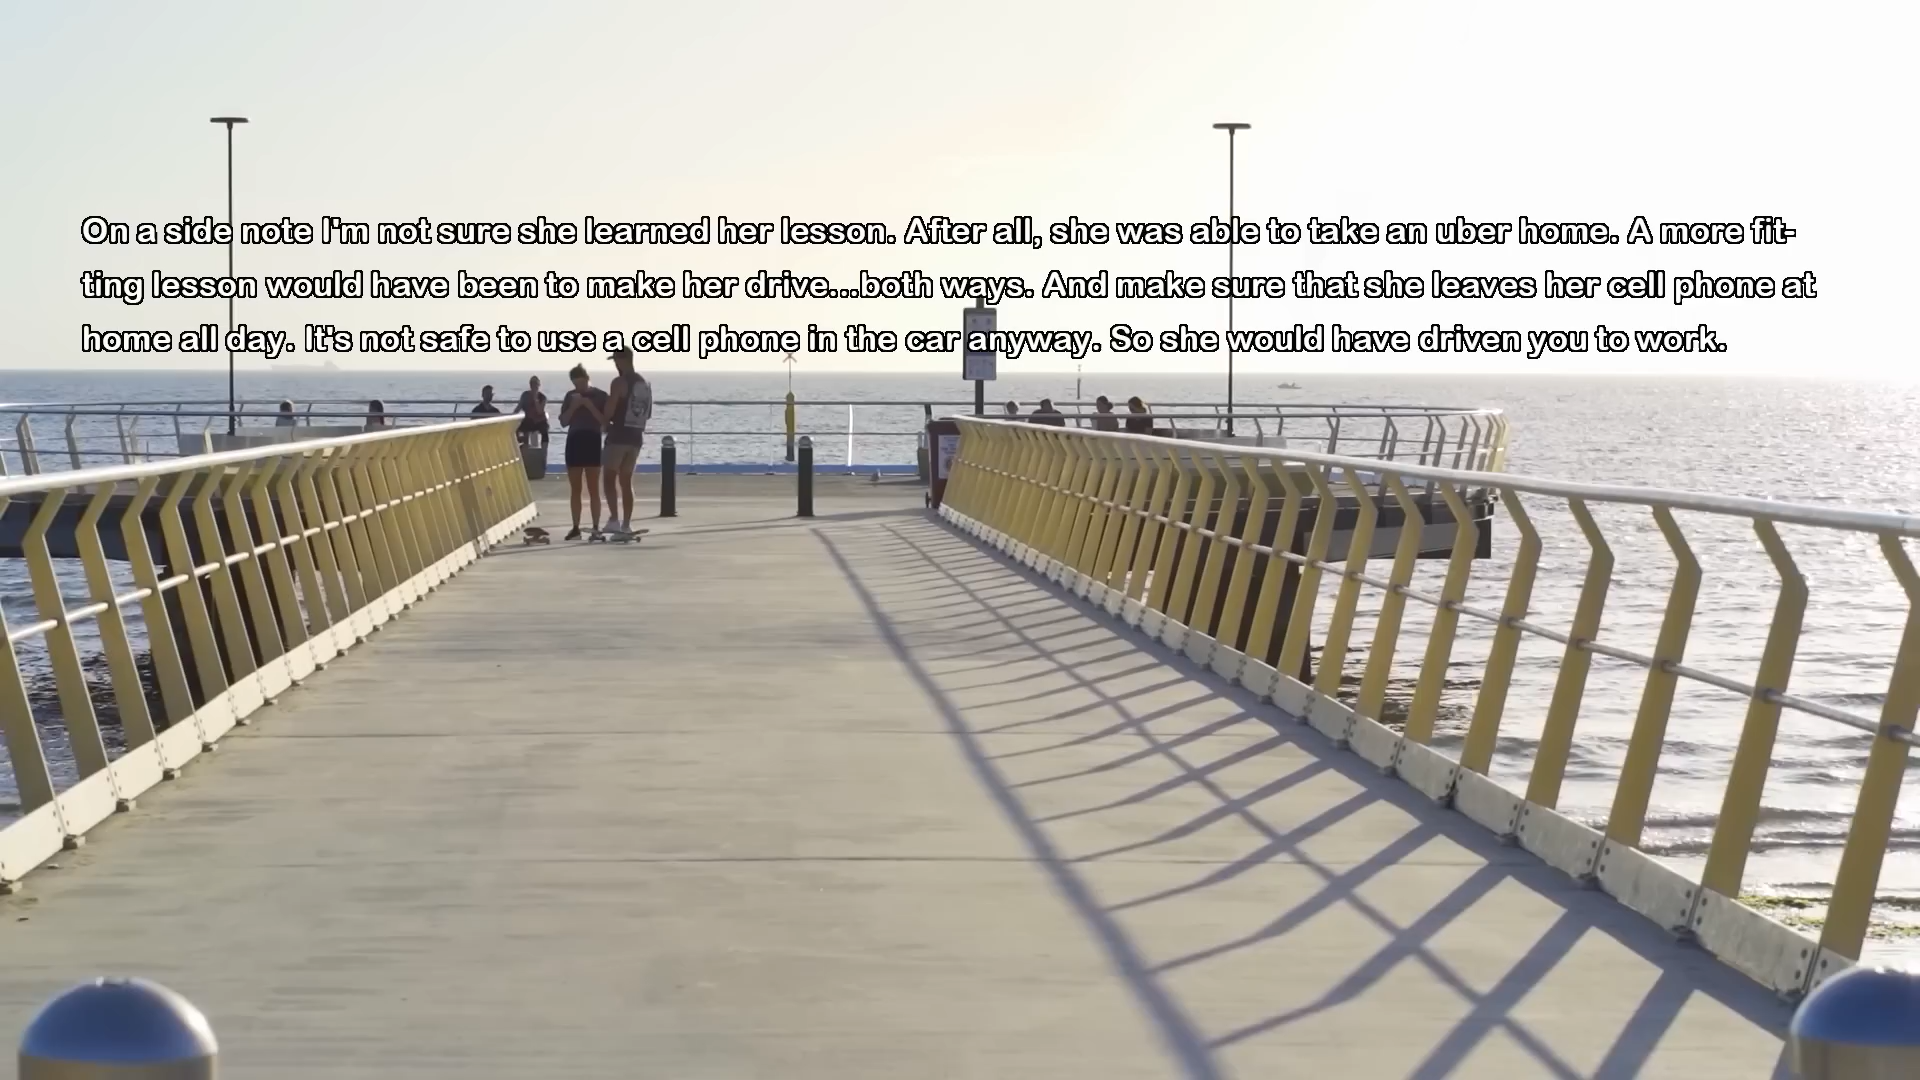 On a side note I'm not sure she learned her lesson. After all, she was able to take an uber home. A more fit-
ting lesson would have been to make her drive...both ways. And make sure that she leaves her cell phone at
home all day. It's not safe to use a cell phone in the car anyway. So she would have driven you to work.